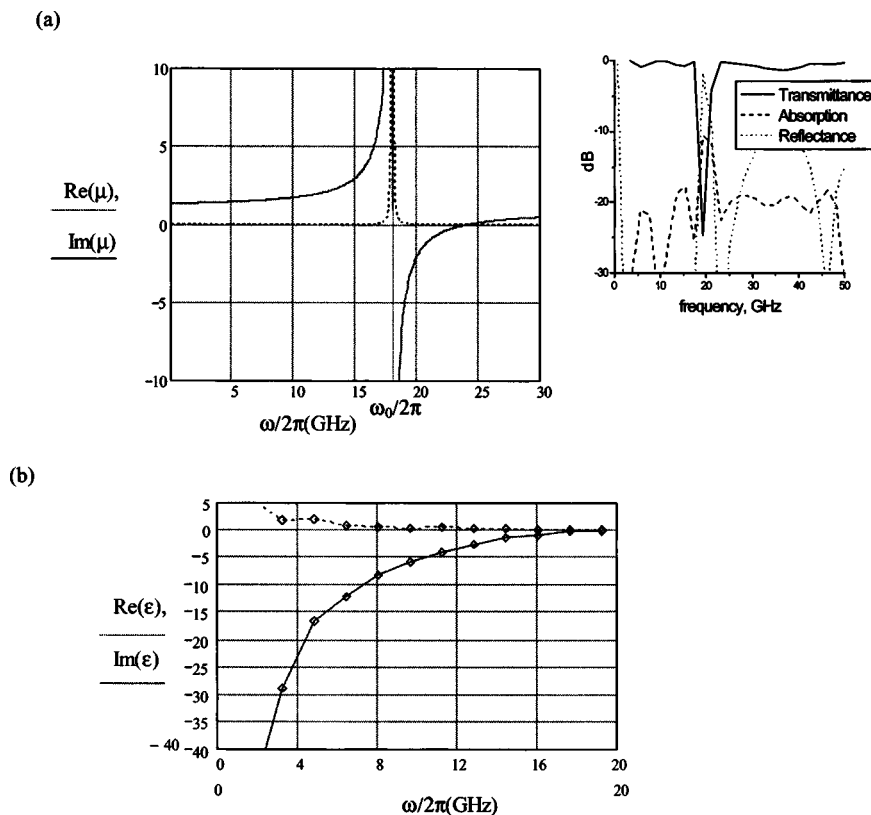 (a)
10
5
0
−5
−10
Re(μ),
Im(μ)
5 10 15 20 25 30
ω₀/2π
ω/2π(GHz)
0
-10
-20
-30
dB
Transmittance
Absorption
Reflectance
0 10 20 30 40 50
frequency, GHz
(b)
5
0
−5
−10
−15
−20
−25
−30
−35
−40
− 40
Re(ε),
Im(ε)
0 4 8 12 16 20
0 20
ω/2π(GHz)